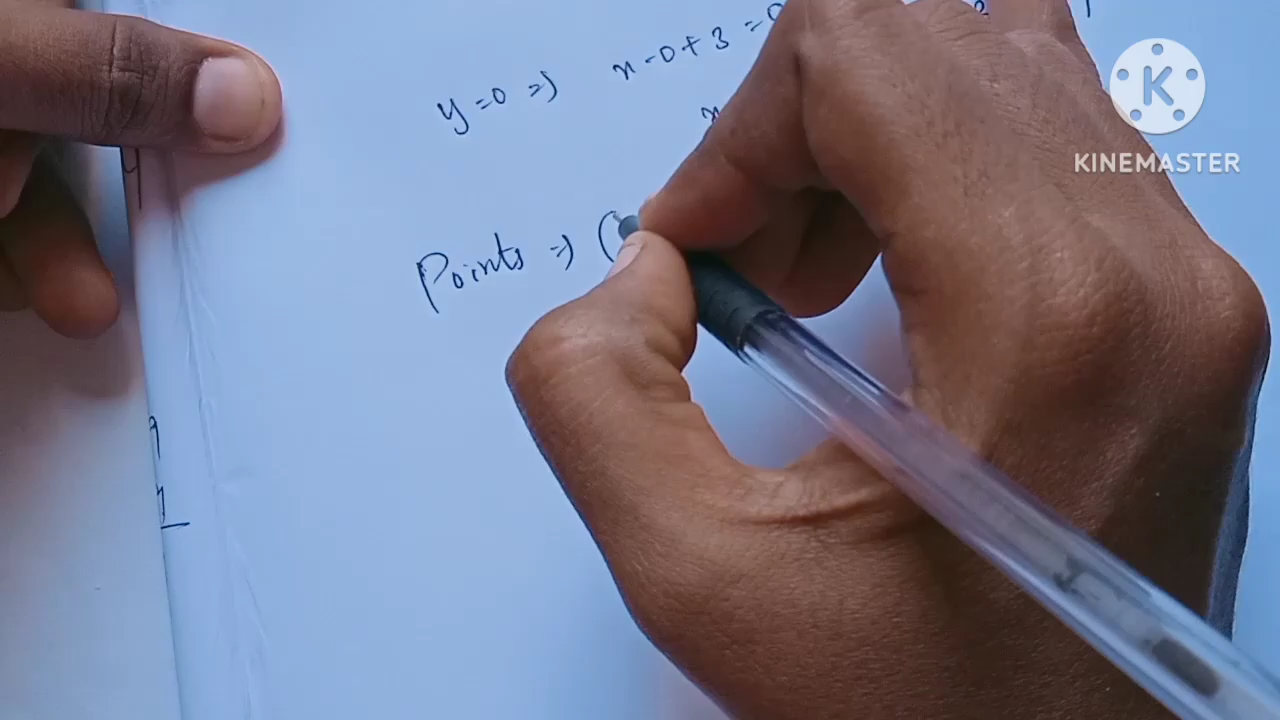 y=0 => x-0+3=0
x
Points => (
K
KINEMASTER